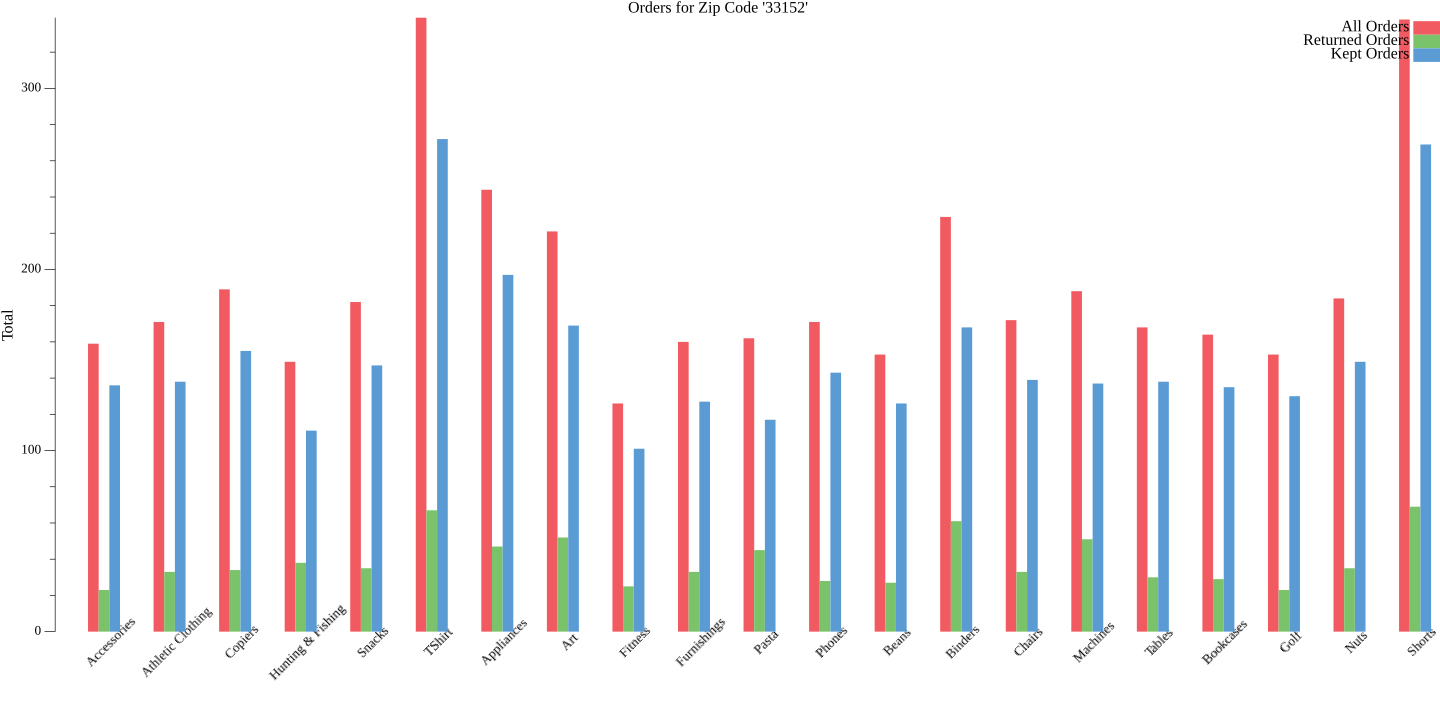 Orders for Zip Code '33152'
All Orders
Returned Orders
Kept Orders
300
200
100
0
Total
Accessories
Athletic Clothing
Copiers
Hunting & Fishing
Snacks
TShirt
Appliances
Art
Fitness
Furnishings
Pasta
Phones
Beans
Binders
Chairs
Machines
Tables
Bookcases
Golf
Nuts
Shorts